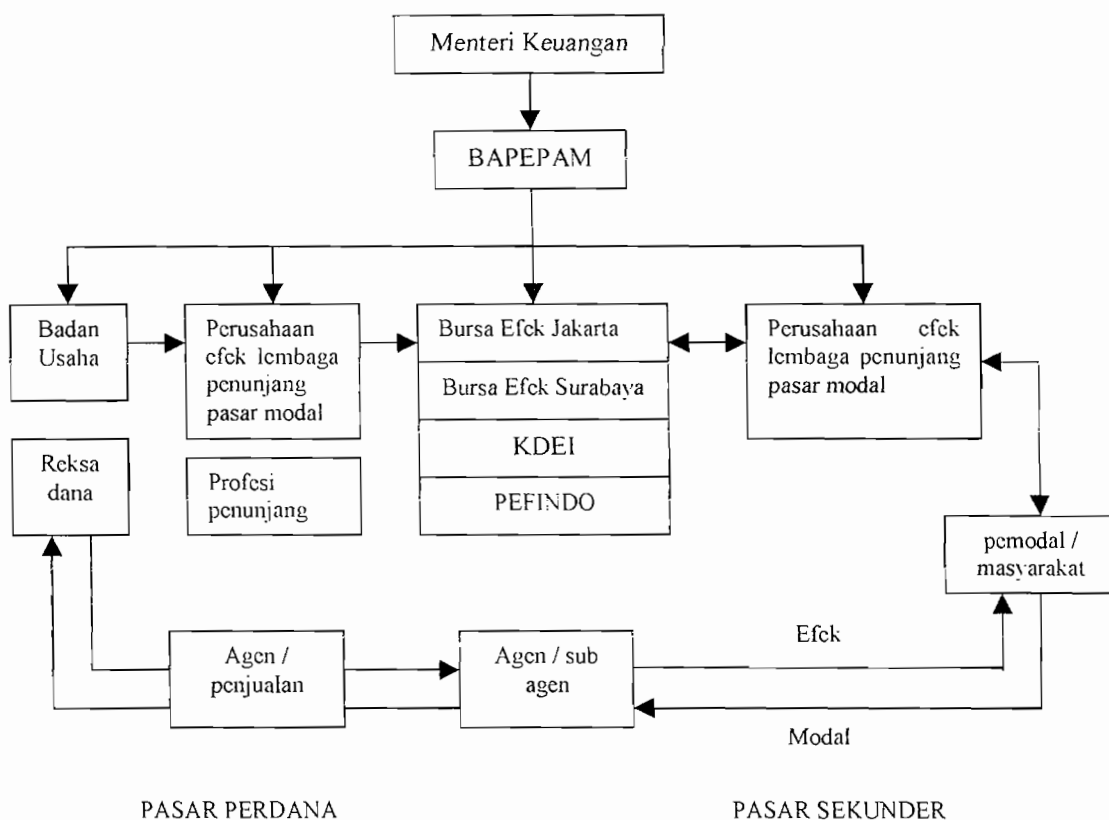 Menteri Keuangan
BAPEPAM
Badan
Usaha
Perusahaan
efek lembaga
penunjang
pasar modal
Bursa Efek Jakarta
Bursa Efek Surabaya
KDEI
PEFINDO
Perusahaan efek
lembaga penunjang
pasar modal
Reksa
dana
Profesi
penunjang
pemodal /
masyarakat
Agen /
penjualan
Agen / sub
agen
Efek
Modal
PASAR PERDANA
PASAR SEKUNDER